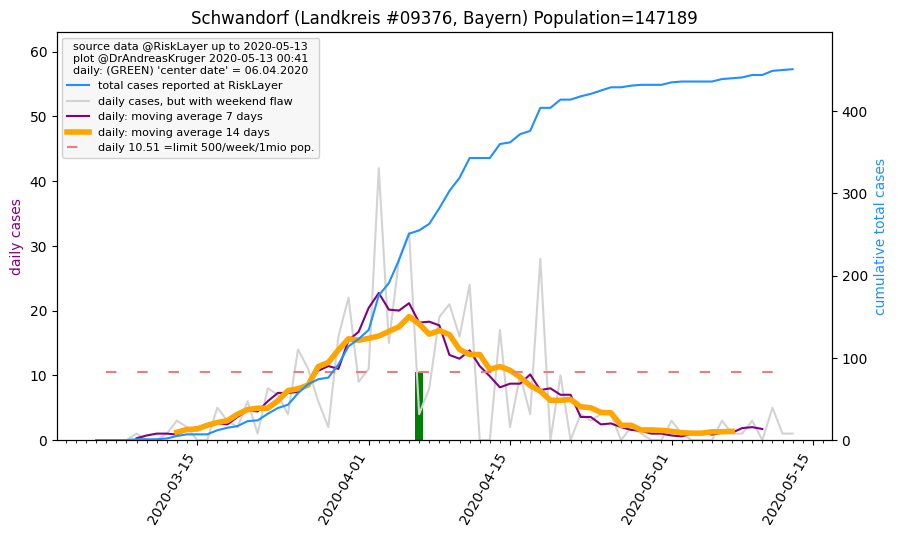 Schwandorf (Landkreis #09376, Bayern) Population=147189
source data @RiskLayer up to 2020-05-13
plot @DrAndreasKruger 2020-05-13 00:41
daily: (GREEN) 'center date' = 06.04.2020
total cases reported at RiskLayer
daily cases, but with weekend flaw
daily: moving average 7 days
daily: moving average 14 days
daily 10.51 =limit 500/week/1mio pop.
daily cases
60
50
40
30
20
10
0
cumulative total cases
400
300
200
100
0
2020-03-15
2020-04-01
2020-04-15
2020-05-01
2020-05-15